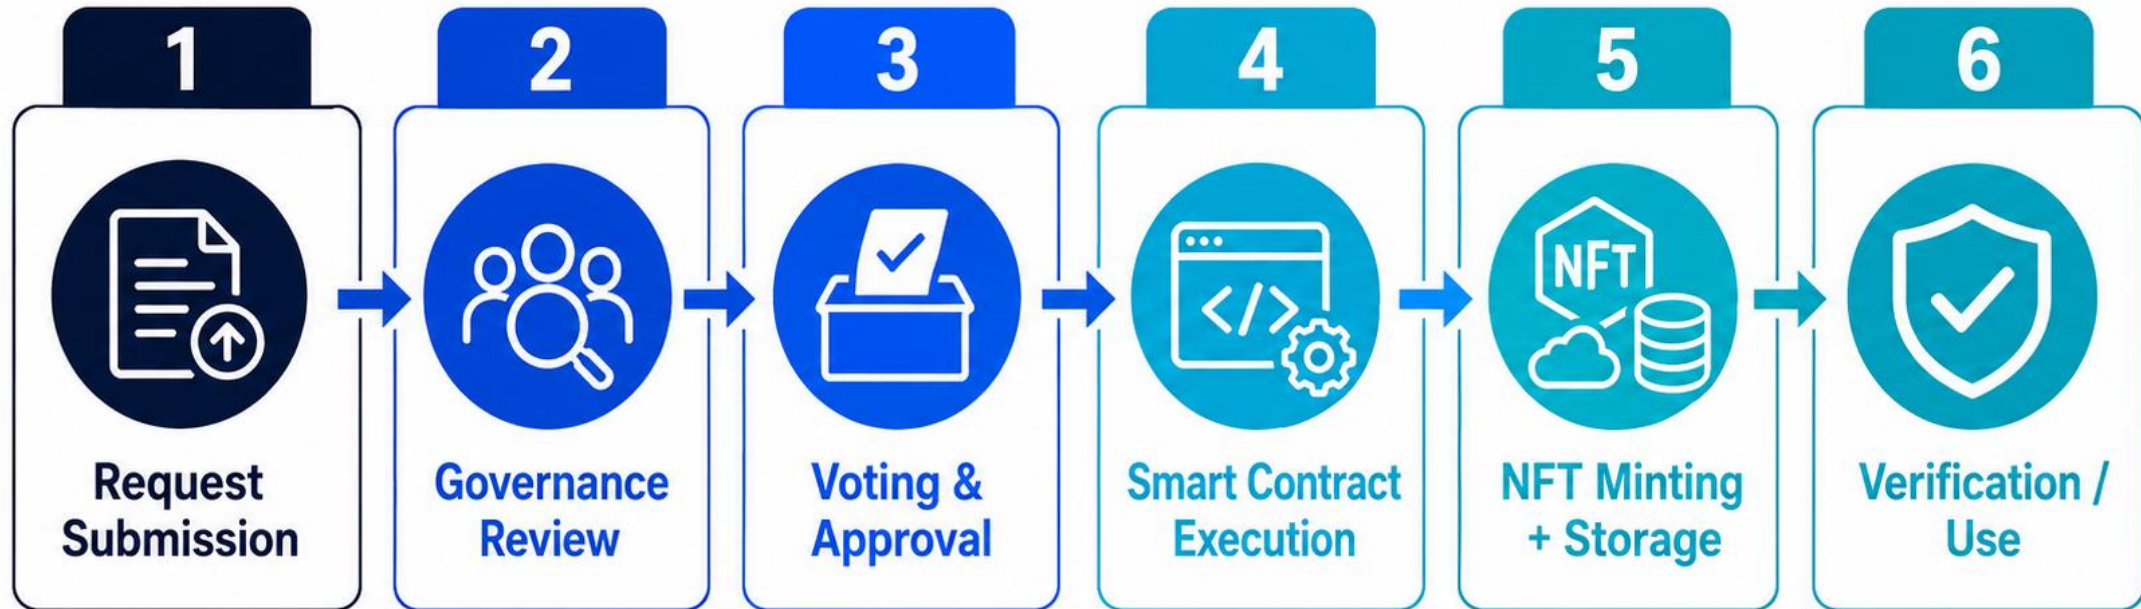 1
Request
Submission
2
Governance
Review
3
Voting &
Approval
4
</>
Smart Contract
Execution
5
NFT
NFT Minting
+ Storage
6
Verification /
Use